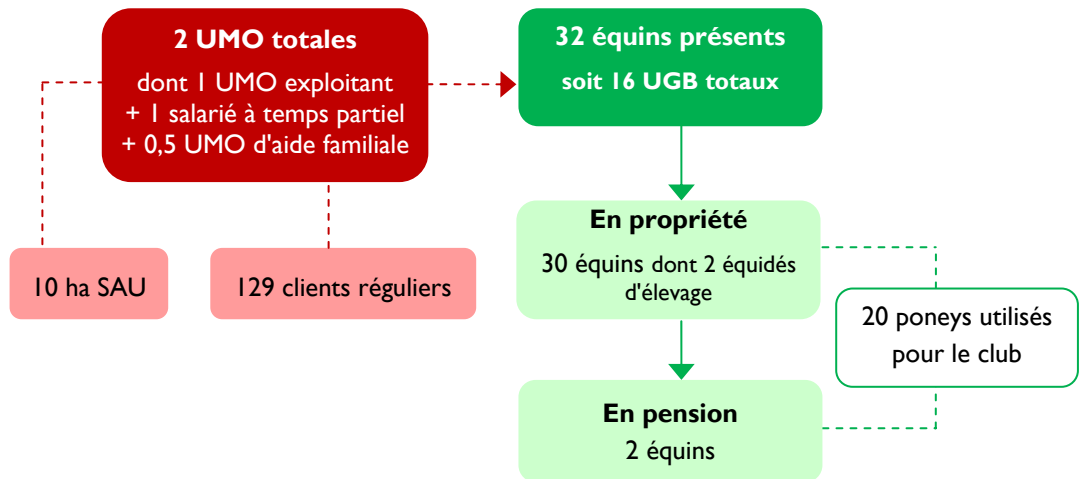 2 UMO totales
dont 1 UMO exploitant
+ 1 salarié à temps partiel
+ 0,5 UMO d'aide familiale
32 équins présents
soit 16 UGB totaux
10 ha SAU
129 clients réguliers
En propriété
30 équins dont 2 équidés
d'élevage
20 poneys utilisés
pour le club
En pension
2 équins